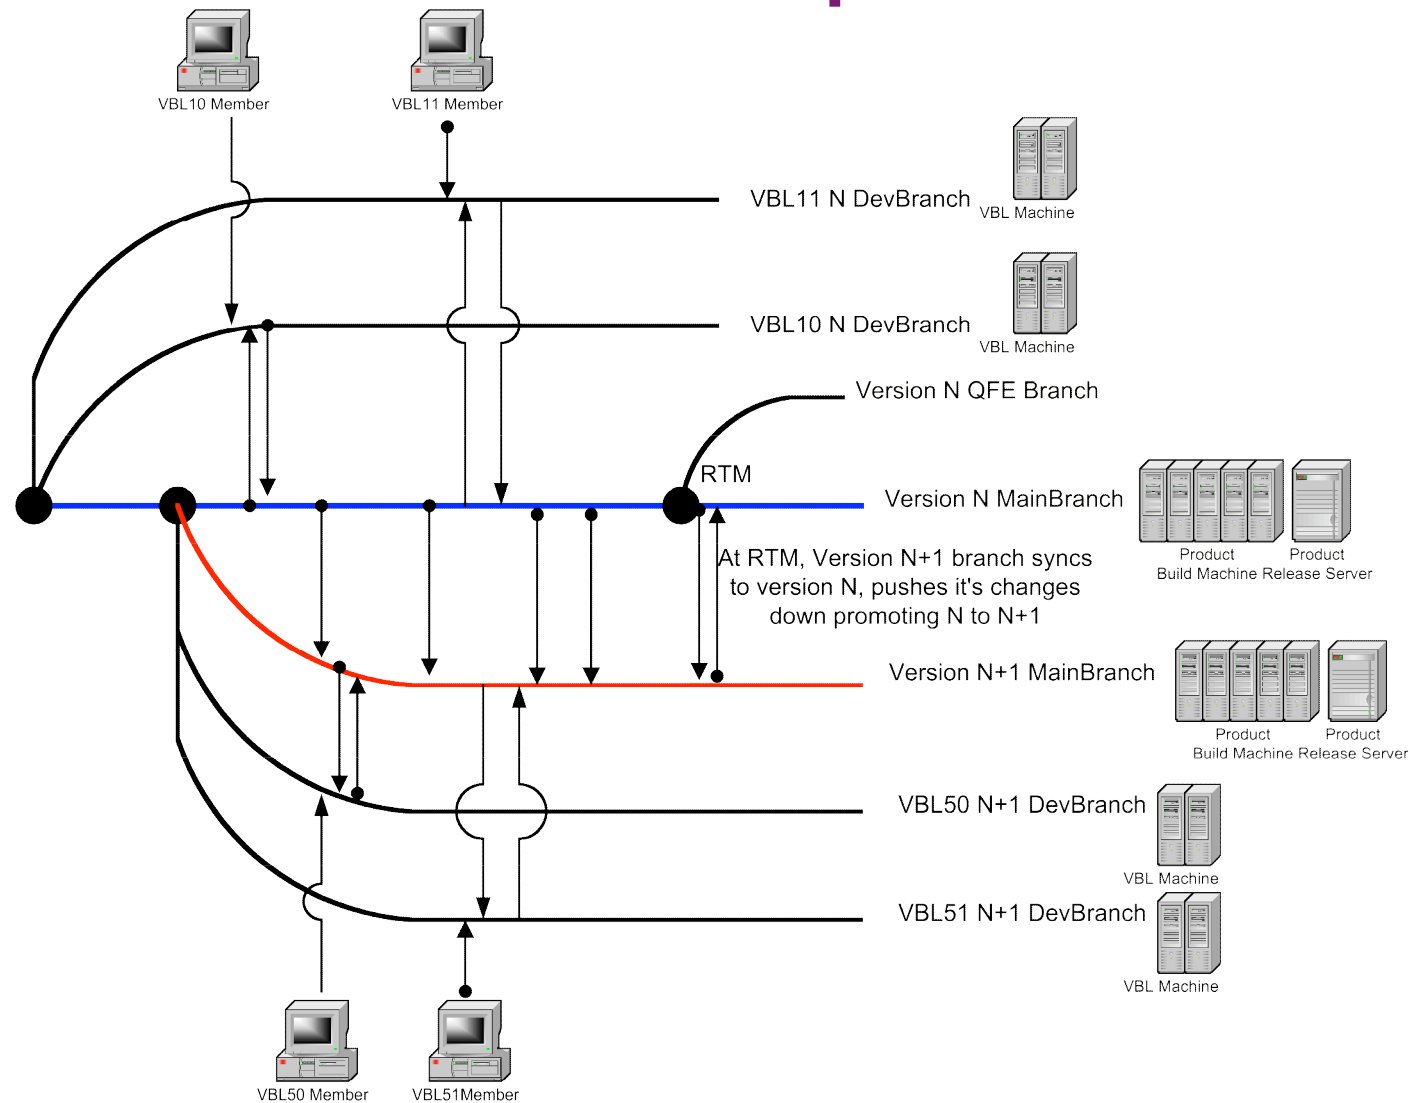 VBL10 Member
VBL11 Member
VBL11 N DevBranch
VBL Machine
VBL10 N DevBranch
VBL Machine
Version N QFE Branch
RTM
Version N MainBranch
Product
Product
Build Machine Release Server
At RTM, Version N+1 branch syncs
to version N, pushes it's changes
down promoting N to N+1
Version N+1 MainBranch
Product
Product
Build Machine Release Server
VBL50 N+1 DevBranch
VBL Machine
VBL51 N+1 DevBranch
VBL Machine
VBL50 Member
VBL51Member